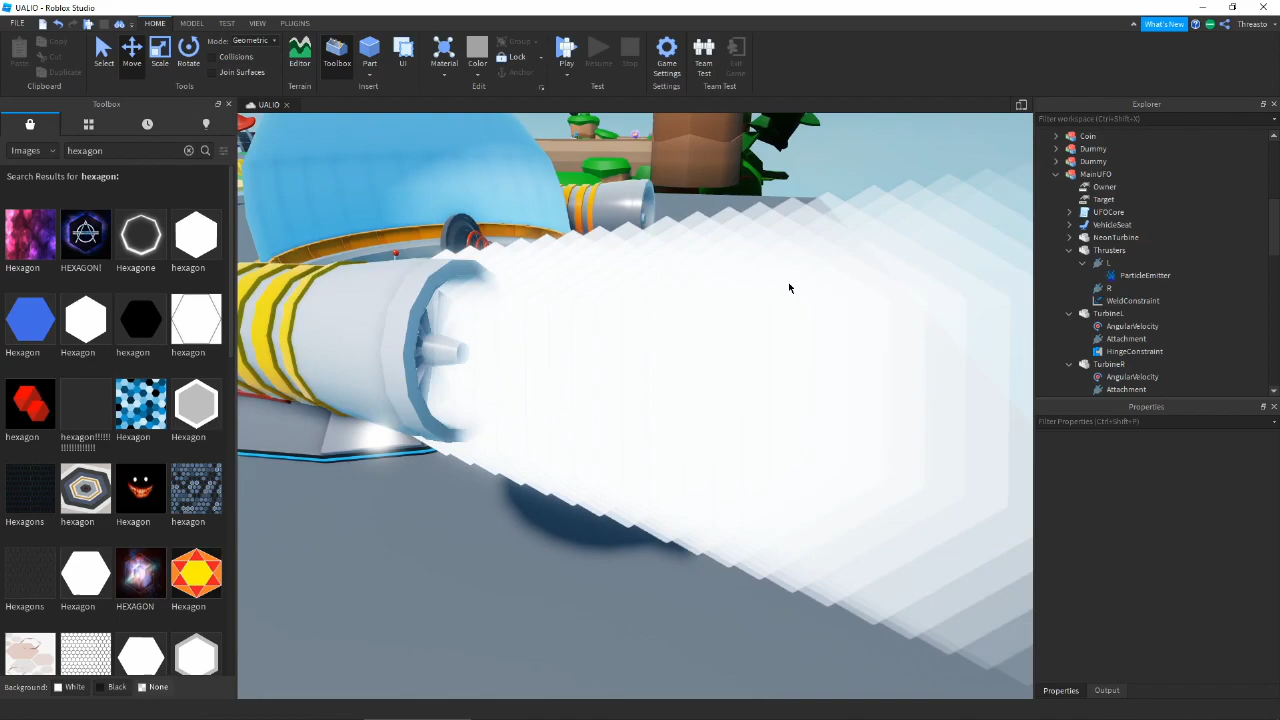 UALIO - Roblox Studio
FILE HOME MODEL TEST VIEW PLUGINS What's New Threasto
Paste Copy Cut Duplicate Select Move Scale Rotate Mode: Geometric Collisions Join Surfaces Editor Toolbox Part UI Material Color Group Lock Anchor Play Resume Stop Game Settings Team Test Exit Game
Clipboard Tools Terrain Insert Edit Test Settings Team Test
Toolbox UALIO Explorer
Filter workspace (Ctrl+Shift+X)
Images hexagon
Search Results for hexagon:
Hexagon HEXAGON! Hexagone hexagon
Hexagon Hexagon hexagon hexagon
hexagon hexagon!!!!!! Hexagon Hexagon
!!!!!!!!!!!!!
Hexagons hexagon Hexagon hexagon
Hexagons Hexagon HEXAGON Hexagon
Background: White Black None
Coin
Dummy
Dummy
MainUFO
Owner
Target
UFOCore
VehicleSeat
NeonTurbine
Thrusters
L
ParticleEmitter
R
WeldConstraint
TurbineL
AngularVelocity
Attachment
HingeConstraint
TurbineR
AngularVelocity
Attachment
Properties
Filter Properties (Ctrl+Shift+P)
Properties Output